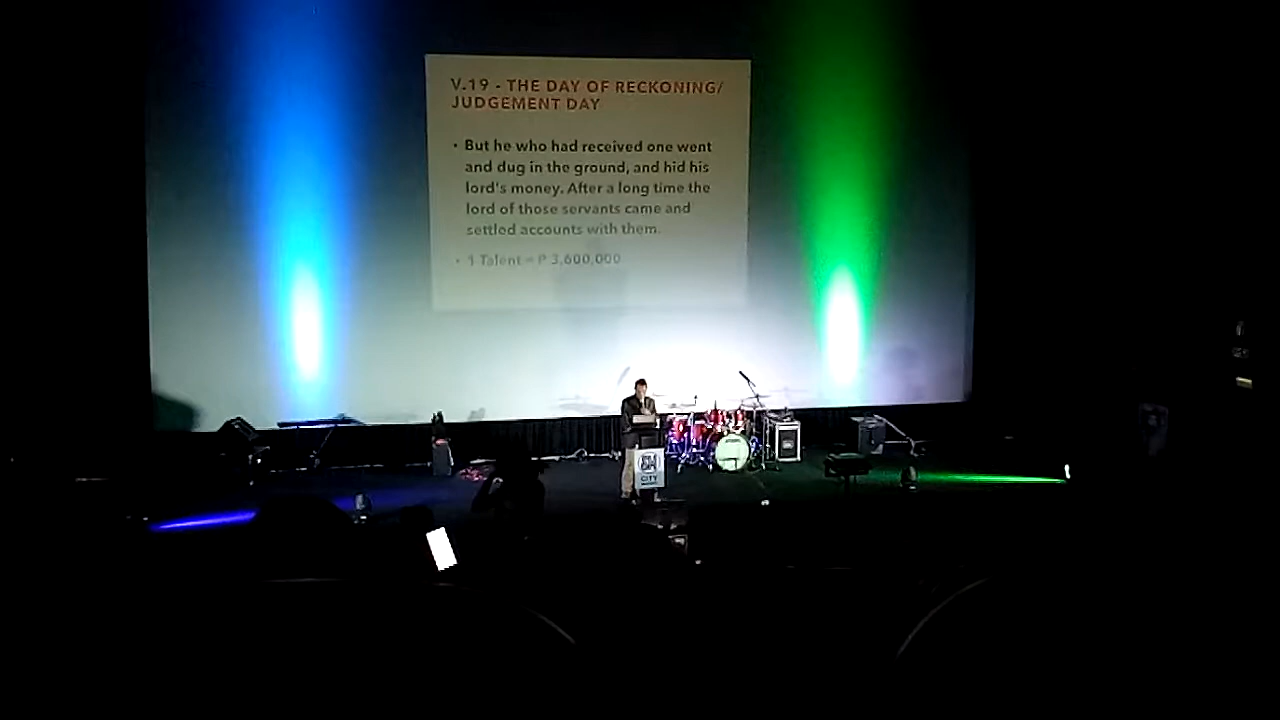 V.19 - THE DAY OF RECKONING/
JUDGEMENT DAY
• But he who had received one went
and dug in the ground, and hid his
lord's money. After a long time the
lord of those servants came and
settled accounts with them.
• 1 Talent = P 3,600,000
CITY